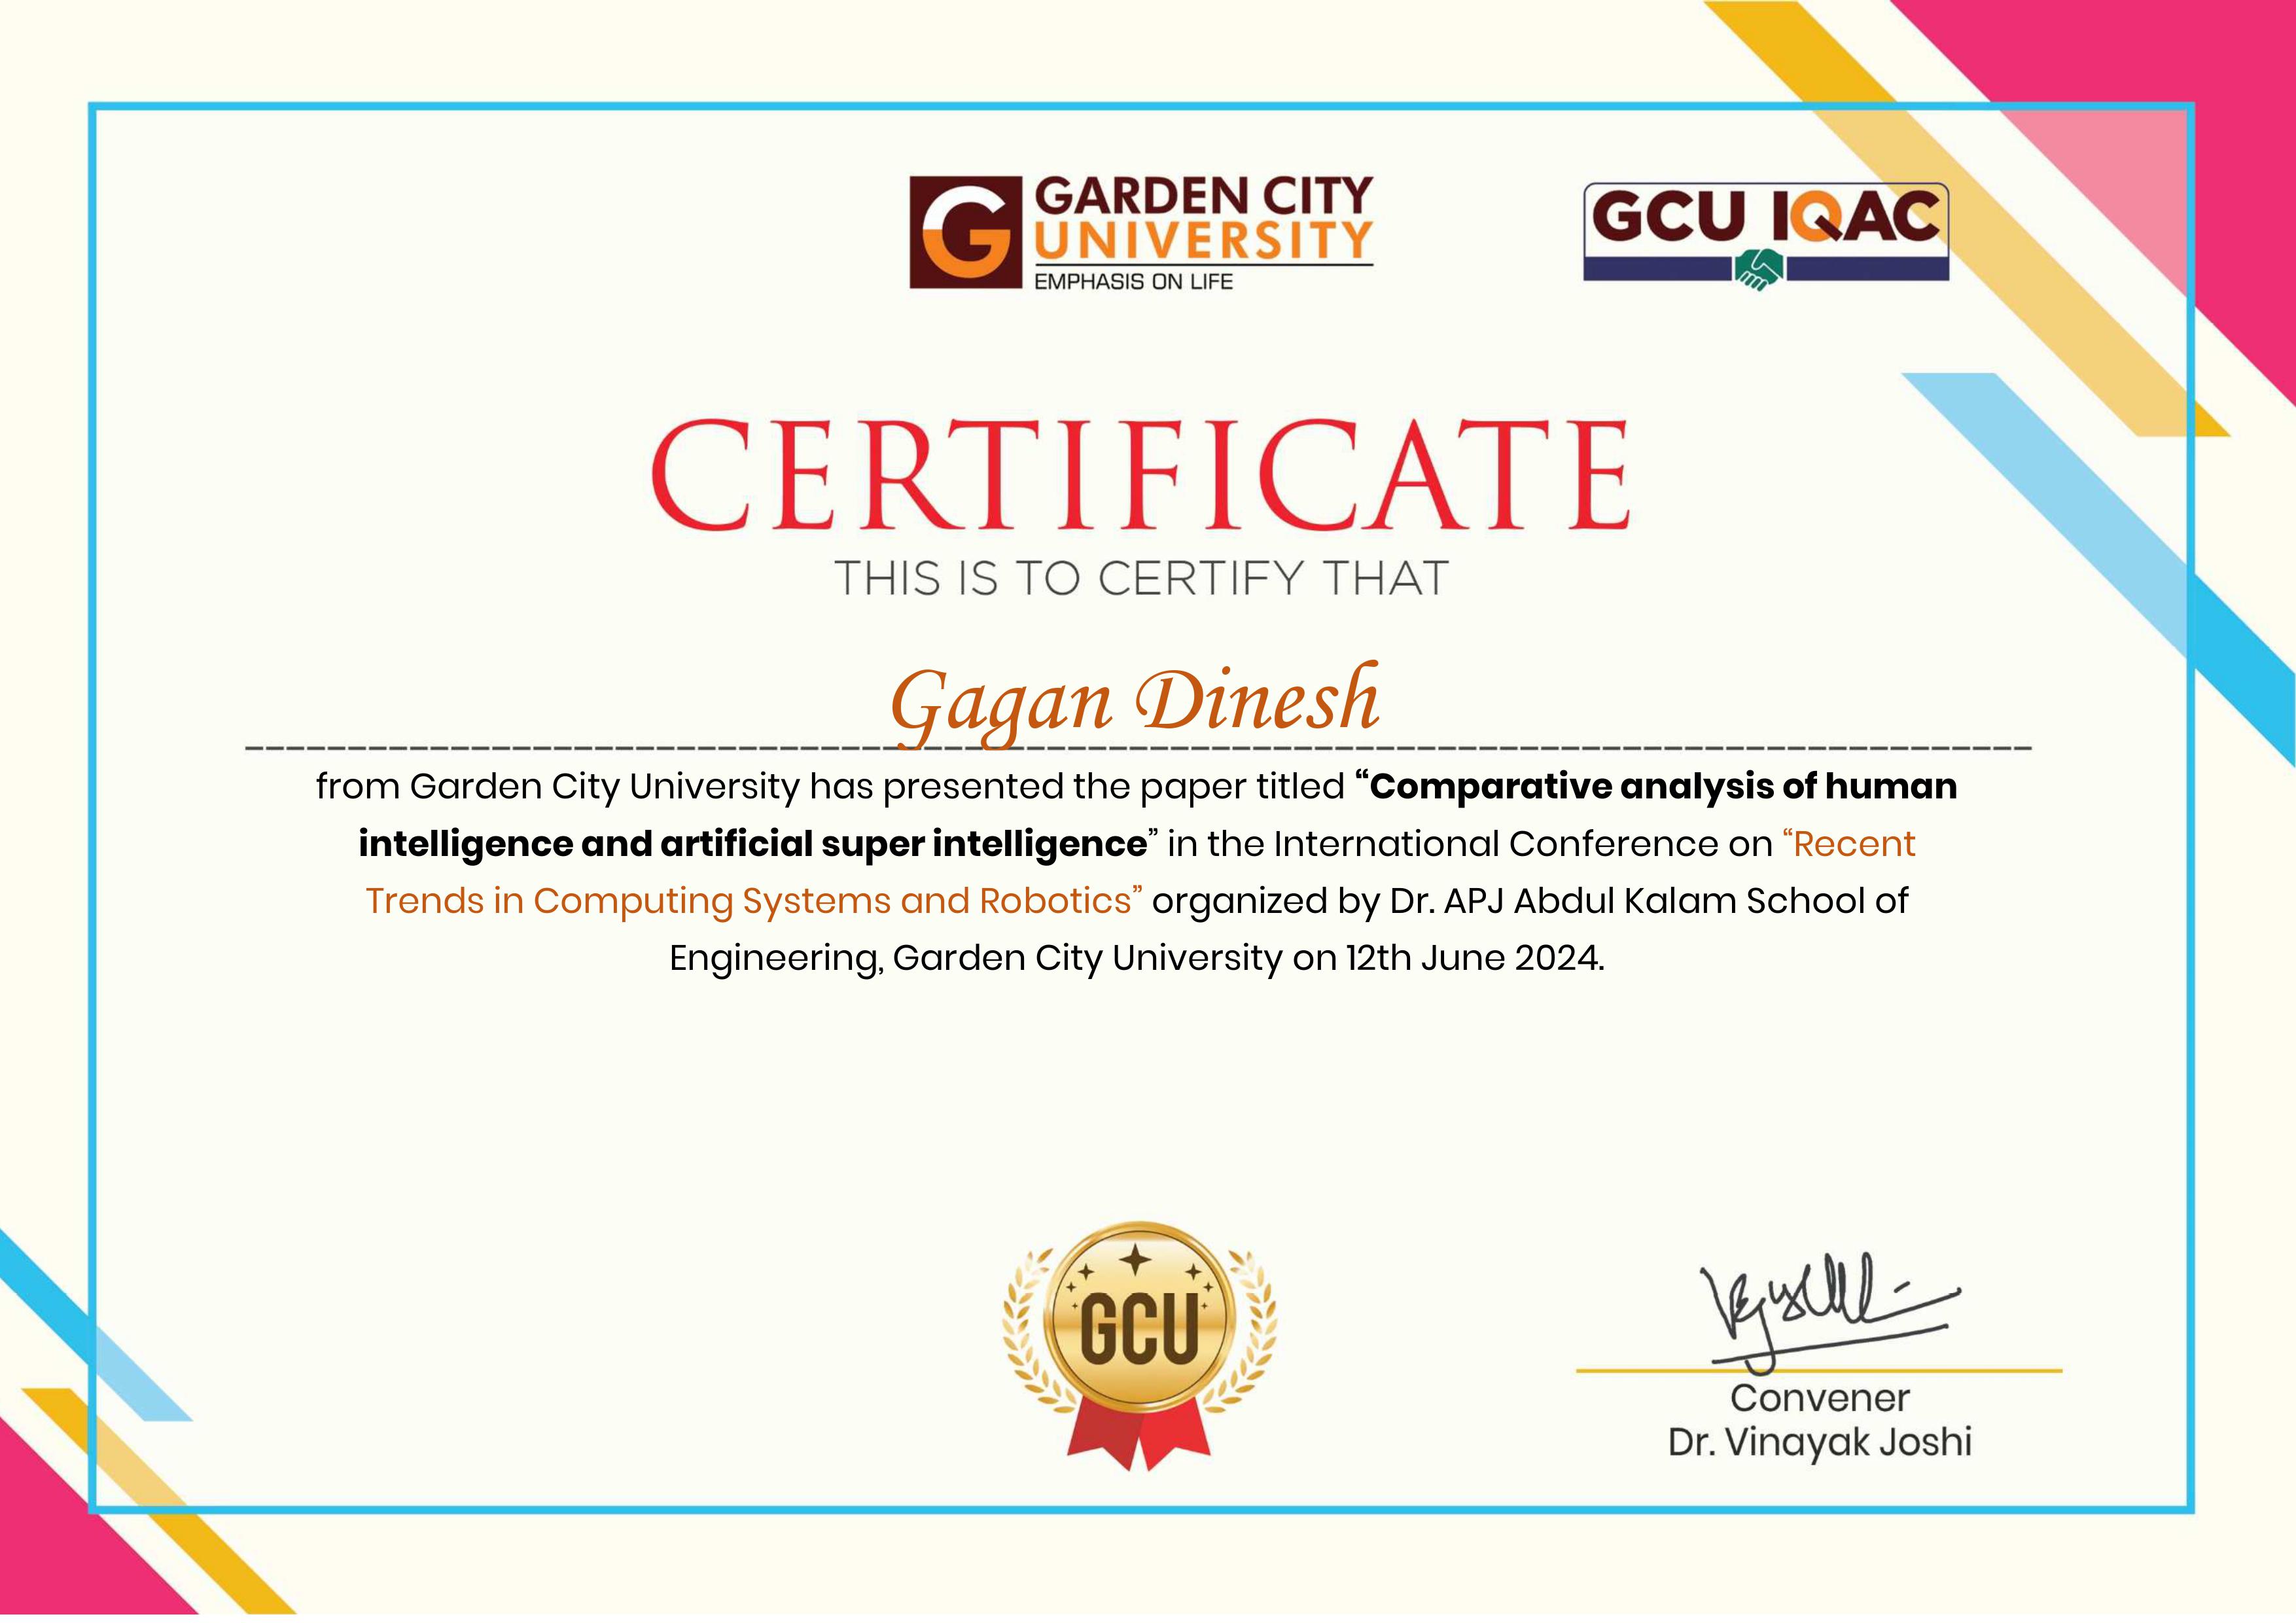 GARDEN CITY
UNIVERSITY
EMPHASIS ON LIFE
GCU IQAC
CERTIFICATE
THIS IS TO CERTIFY THAT
Gagan Dinesh
from Garden City University has presented the paper titled “Comparative analysis of human
intelligence and artificial super intelligence” in the International Conference on “Recent
Trends in Computing Systems and Robotics” organized by Dr. APJ Abdul Kalam School of
Engineering, Garden City University on 12th June 2024.
GCU
Convener
Dr. Vinayak Joshi